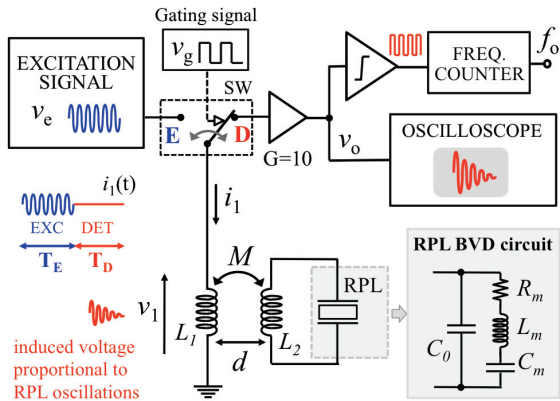 Gating signal
v_g
EXCITATION
SIGNAL
v_e
SW
E
D
G=10
v_o
FREQ.
COUNTER
f_o
OSCILLOSCOPE
i_1(t)
EXC
DET
T_E
T_D
i_1
M
v_1
L_1
L_2
d
RPL
induced voltage
proportional to
RPL oscillations
RPL BVD circuit
R_m
L_m
C_0
C_m